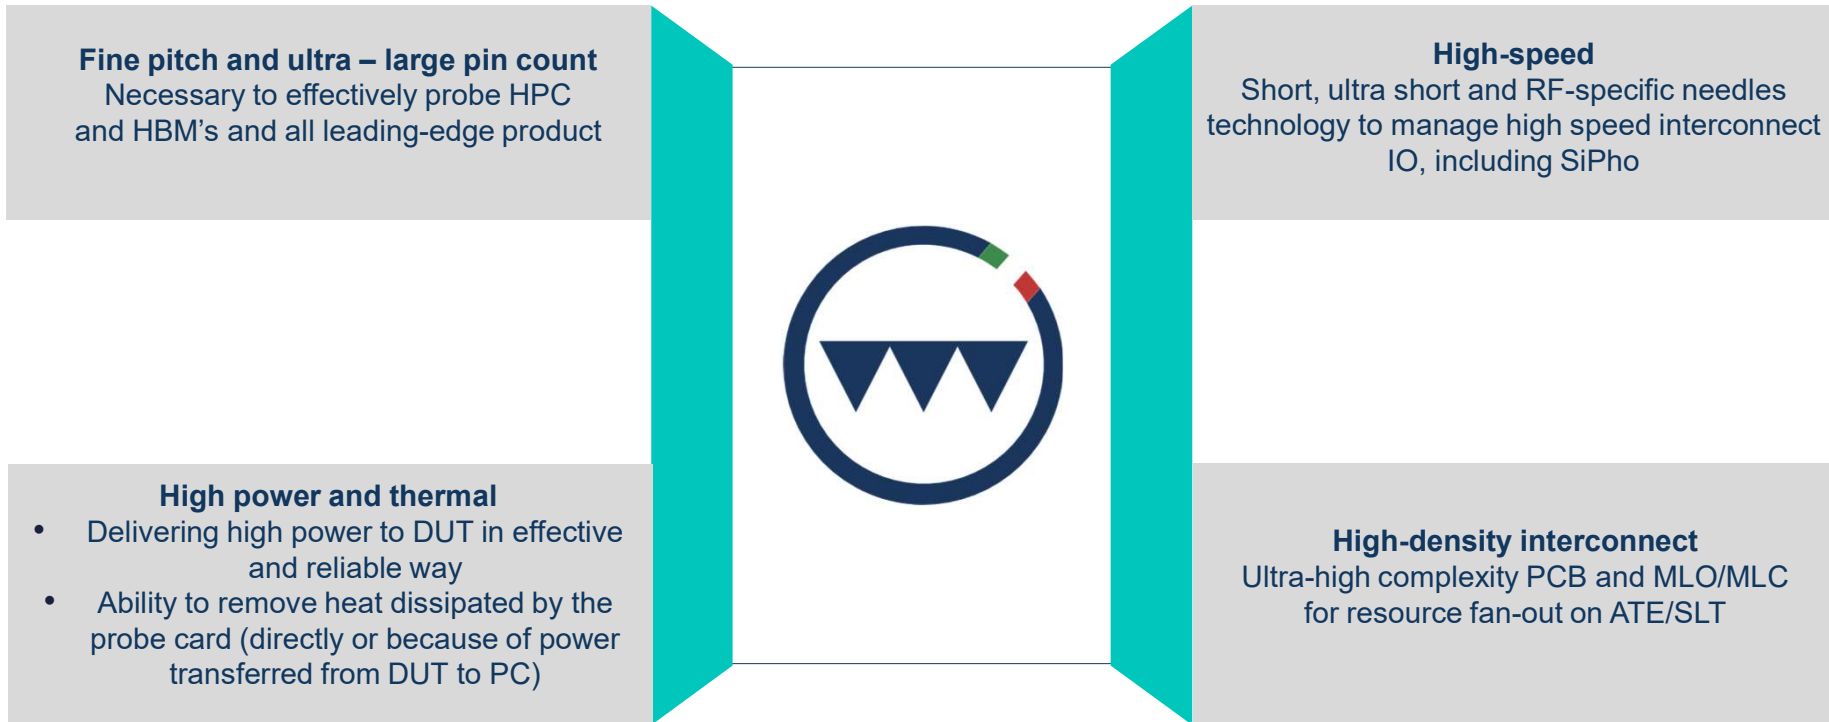 Fine pitch and ultra – large pin count
Necessary to effectively probe HPC
and HBM's and all leading-edge product
High-speed
Short, ultra short and RF-specific needles
technology to manage high speed interconnect
IO, including SiPho
High power and thermal
• Delivering high power to DUT in effective
and reliable way
• Ability to remove heat dissipated by the
probe card (directly or because of power
transferred from DUT to PC)
High-density interconnect
Ultra-high complexity PCB and MLO/MLC
for resource fan-out on ATE/SLT